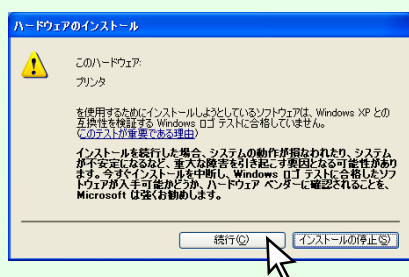 ハードウェアのインストール
このハードウェア:
プリンタ
を使用するためにインストールしようとしているソフトウェアは、Windows XP との
互換性を検証する Windows ロゴ テストに合格していません。
(このテストが重要である理由)
インストールを続行した場合、システムの動作が損なわれたり、システム
が不安定になるなど、重大な障害を引き起こす要因となる可能性があり
ます。今すぐインストールを中断し、Windows ロゴ テストに合格したソフ
トウェアが入手可能かどうか、ハードウェア ベンダーに確認されることを、
Microsoft は強くお勧めします。
続行(C)
インストールの停止(S)